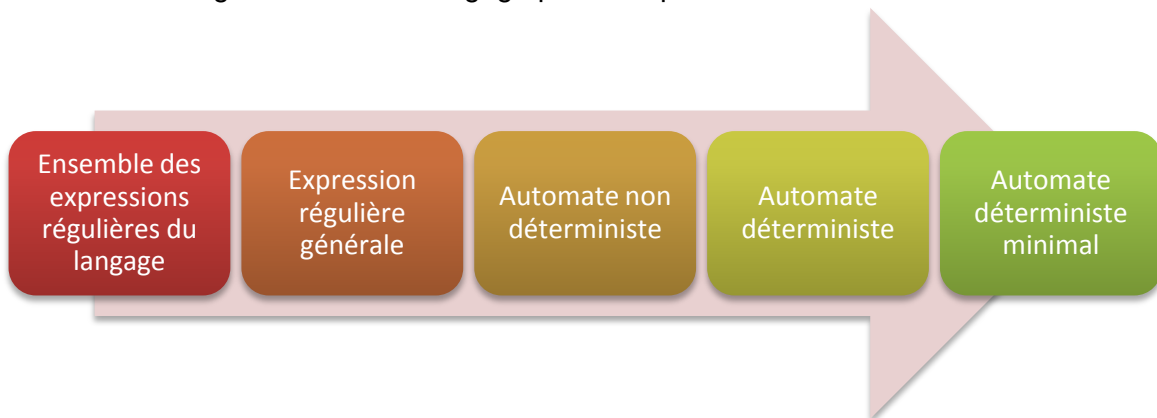 Ensemble des
expressions
régulières du
langage
Expression
régulière
générale
Automate non
déterministe
Automate
déterministe
Automate
déterministe
minimal